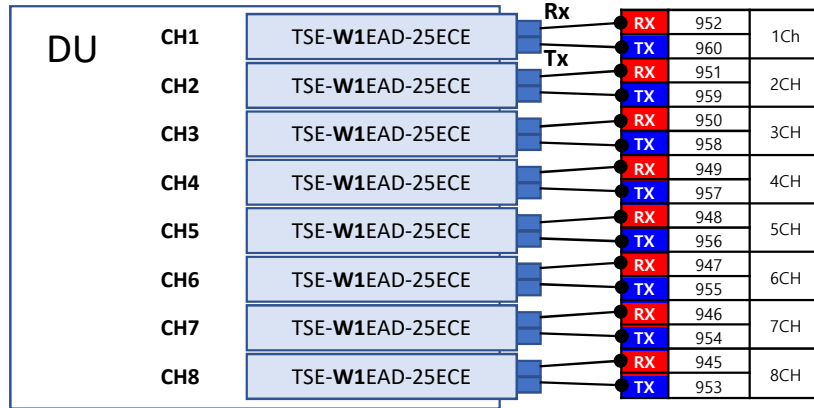 DU
Rx
Tx
CH1 TSE-W1EAD-25ECE RX 952 1Ch
TX 960
CH2 TSE-W1EAD-25ECE RX 951 2CH
TX 959
CH3 TSE-W1EAD-25ECE RX 950 3CH
TX 958
CH4 TSE-W1EAD-25ECE RX 949 4CH
TX 957
CH5 TSE-W1EAD-25ECE RX 948 5CH
TX 956
CH6 TSE-W1EAD-25ECE RX 947 6CH
TX 955
CH7 TSE-W1EAD-25ECE RX 946 7CH
TX 954
CH8 TSE-W1EAD-25ECE RX 945 8CH
TX 953